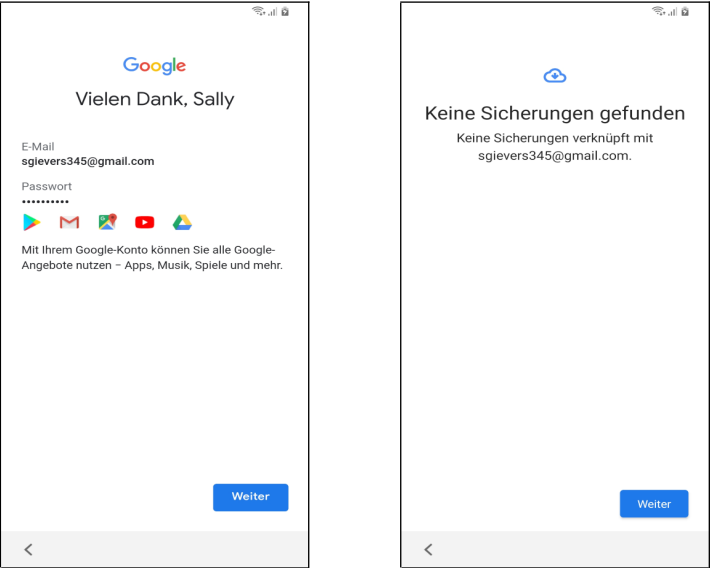 Google
Vielen Dank, Sally
E-Mail
sgievers345@gmail.com
Passwort
••••••••••
Mit Ihrem Google-Konto können Sie alle Google-
Angebote nutzen – Apps, Musik, Spiele und mehr.
Weiter
Keine Sicherungen gefunden
Keine Sicherungen verknüpft mit
sgievers345@gmail.com.
Weiter